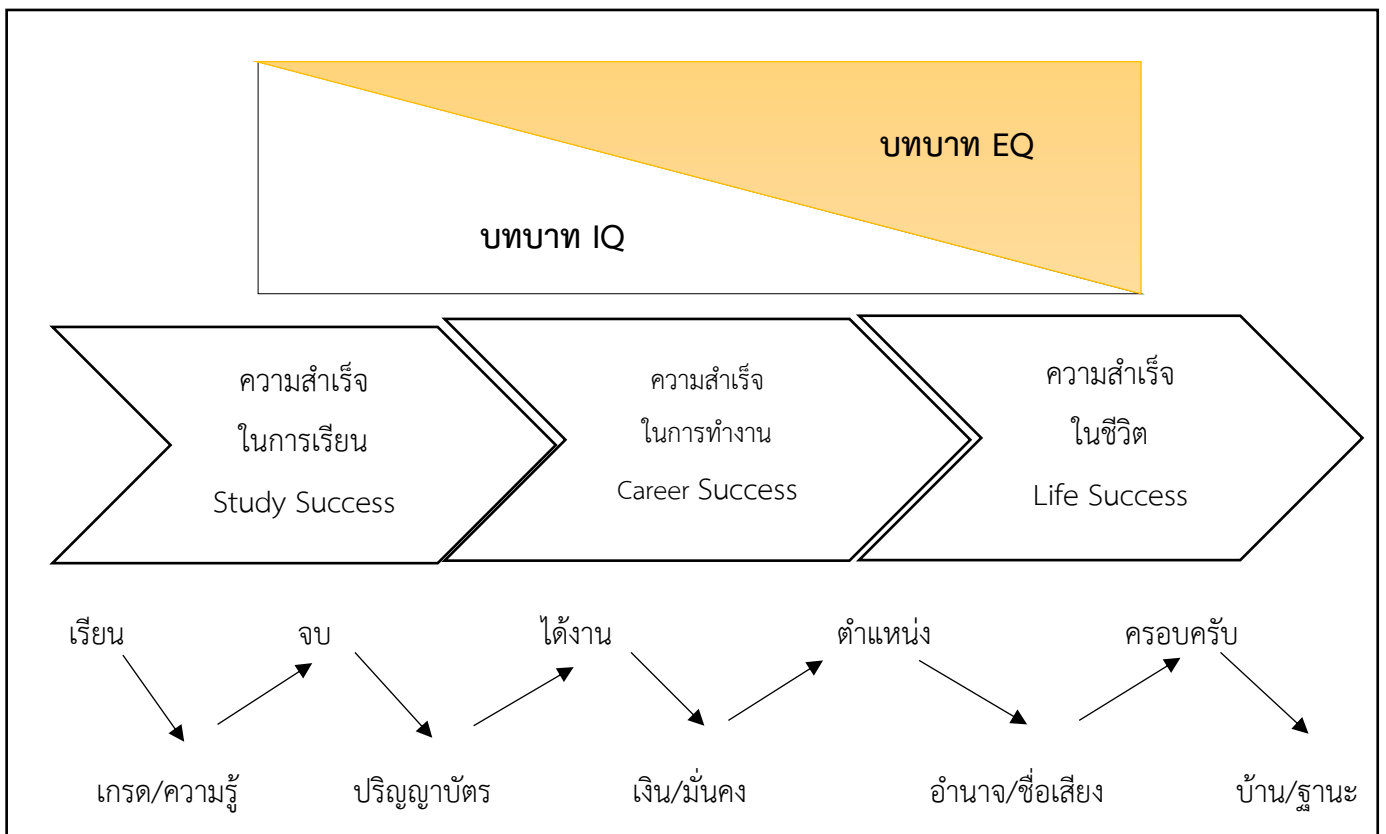 บทบาท EQ
บทบาท IQ
ความสำเร็จ
ในการเรียน
Study Success
ความสำเร็จ
ในการทำงาน
Career Success
ความสำเร็จ
ในชีวิต
Life Success
เรียน
จบ
ได้งาน
ตำแหน่ง
ครอบครับ
เกรด/ความรู้
ปริญญาบัตร
เงิน/มั่นคง
อำนาจ/ชื่อเสียง
บ้าน/ฐานะ